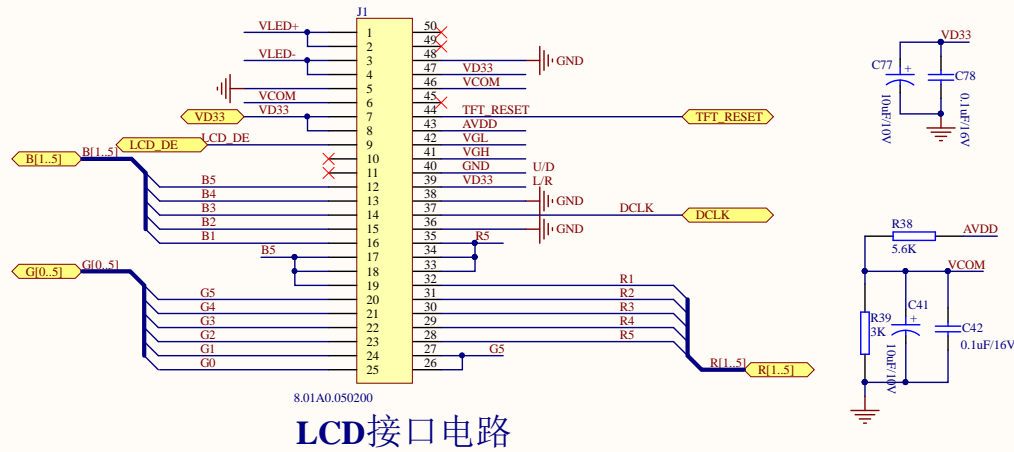 J1
VLED+ 1 50
2 49
VLED- 3 48 GND
4 47 VD33
5 46 VCOM
VCOM 6 45
VD33 VD33 7 44 TFT_RESET TFT_RESET
8 43 AVDD
LCD_DE LCD_DE 9 42 VGL
B[1..5] B[1..5] 10 41 VGH
11 40 GND U/D
B5 12 39 VD33 L/R
B4 13 38 GND
B3 14 37 DCLK DCLK
B2 15 36 GND
B1 16 35 R5
B5 17 34
18 33
G[0..5] G[0..5] 19 32 R1
G5 20 31 R2
G4 21 30 R3
G3 22 29 R4
G2 23 28 R5
G1 24 27 G5
G0 25 26 R[1..5] R[1..5]
8.01A0.050200
LCD接口电路
VD33
C77
+
10uF/10V
C78
0.1uF/16V
R38
5.6K
AVDD
VCOM
R39
3K
C41
+
10uF/10V
C42
0.1uF/16V